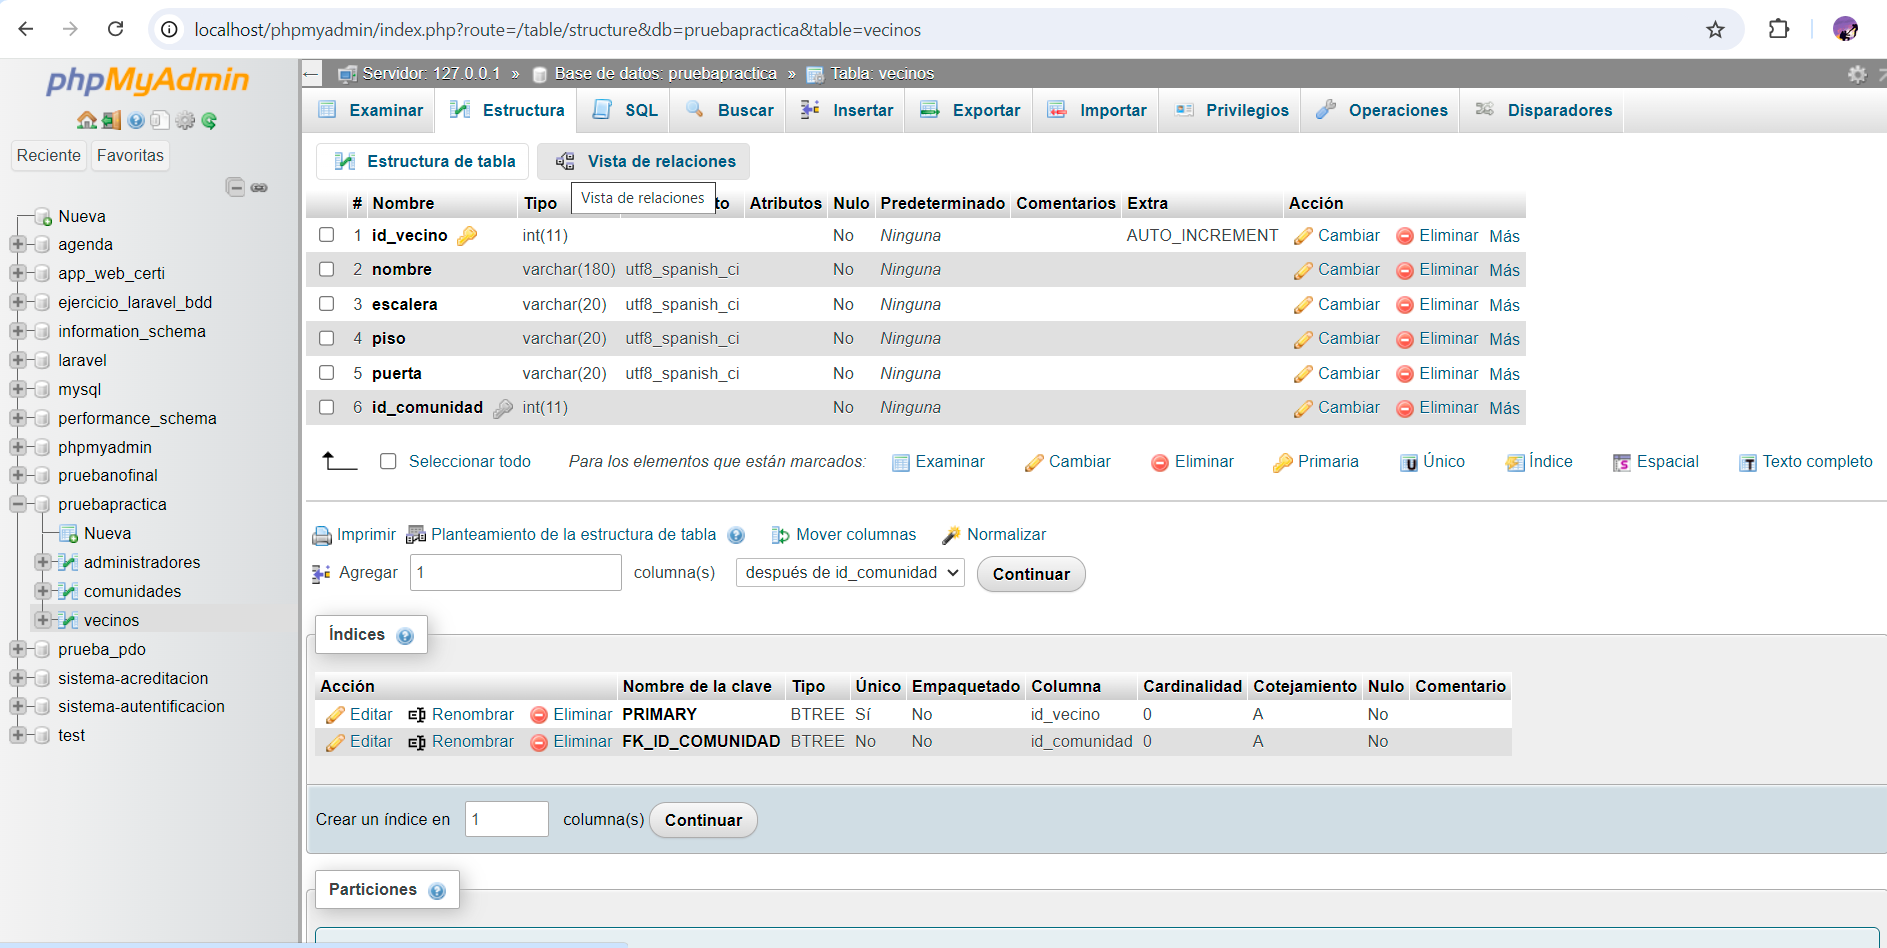 localhost/phpmyadmin/index.php?route=/table/structure&db=pruebapractica&table=vecinos
phpMyAdmin
Reciente Favoritas
Nueva
agenda
app_web_certi
ejercicio_laravel_bdd
information_schema
laravel
mysql
performance_schema
phpmyadmin
pruebanofinal
pruebapractica
Nueva
administradores
comunidades
vecinos
prueba_pdo
sistema-acreditacion
sistema-autentificacion
test
Servidor: 127.0.0.1 » Base de datos: pruebapractica » Tabla: vecinos
Examinar Estructura SQL Buscar Insertar Exportar Importar Privilegios Operaciones Disparadores
Estructura de tabla Vista de relaciones
Vista de relaciones
# Nombre Tipo to Atributos Nulo Predeterminado Comentarios Extra Acción
1 id_vecino int(11) No Ninguna AUTO_INCREMENT Cambiar Eliminar Más
2 nombre varchar(180) utf8_spanish_ci No Ninguna Cambiar Eliminar Más
3 escalera varchar(20) utf8_spanish_ci No Ninguna Cambiar Eliminar Más
4 piso varchar(20) utf8_spanish_ci No Ninguna Cambiar Eliminar Más
5 puerta varchar(20) utf8_spanish_ci No Ninguna Cambiar Eliminar Más
6 id_comunidad int(11) No Ninguna Cambiar Eliminar Más
Seleccionar todo Para los elementos que están marcados: Examinar Cambiar Eliminar Primaria Único Índice Espacial Texto completo
Imprimir Planteamiento de la estructura de tabla Mover columnas Normalizar
Agregar 1 columna(s) después de id_comunidad Continuar
Índices
Acción Nombre de la clave Tipo Único Empaquetado Columna Cardinalidad Cotejamiento Nulo Comentario
Editar Renombrar Eliminar PRIMARY BTREE Sí No id_vecino 0 A No
Editar Renombrar Eliminar FK_ID_COMUNIDAD BTREE No No id_comunidad 0 A No
Crear un índice en 1 columna(s) Continuar
Particiones